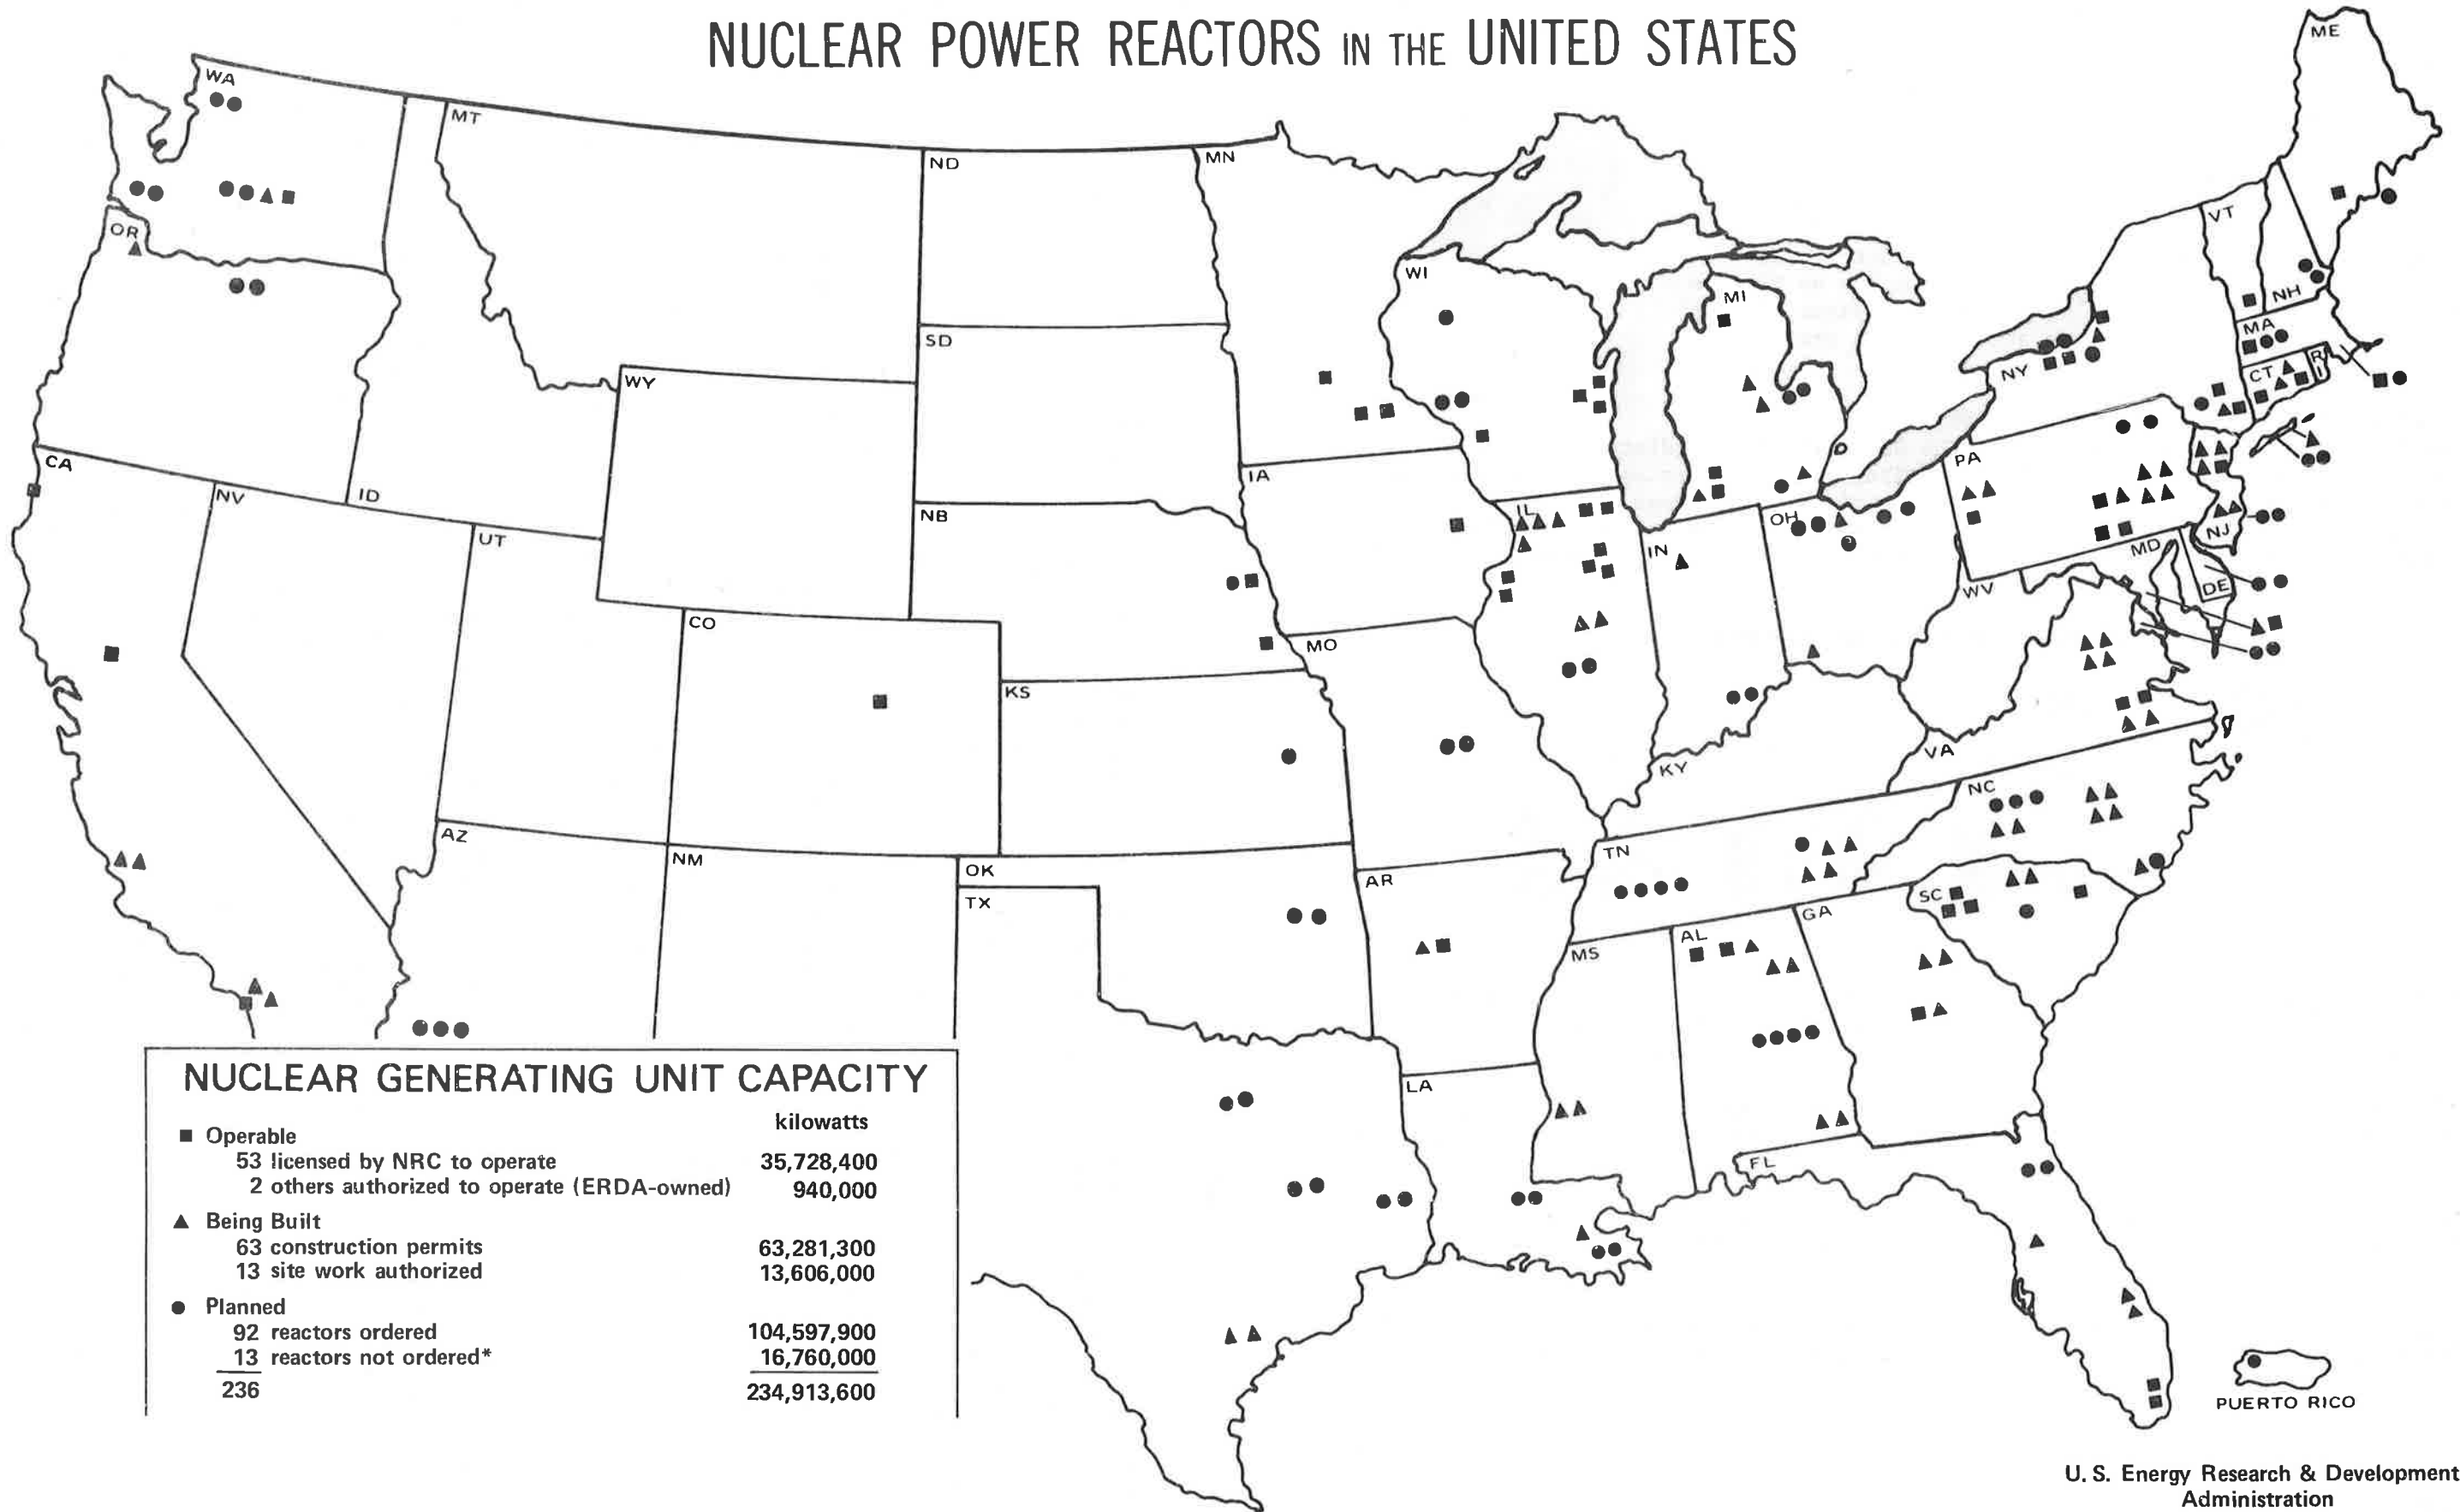 NUCLEAR POWER REACTORS IN THE UNITED STATES
ME
WA
MT
ND
MN
VT
OR
WI
MI
NH
MA
SD
NY
CT
R
I
WY
CA
PA
IA
NV
ID
NB
IL
OH
UT
NJ
IN
MD
WV
DE
CO
MO
KS
VA
KY
NC
AZ
NM
TN
OK
AR
SC
TX
GA
AL
MS
LA
FL
NUCLEAR GENERATING UNIT CAPACITY
kilowatts
Operable
53 licensed by NRC to operate 35,728,400
2 others authorized to operate (ERDA-owned) 940,000
Being Built
63 construction permits 63,281,300
13 site work authorized 13,606,000
Planned
92 reactors ordered 104,597,900
13 reactors not ordered* 16,760,000
236 234,913,600
PUERTO RICO
U. S. Energy Research & Development
Administration